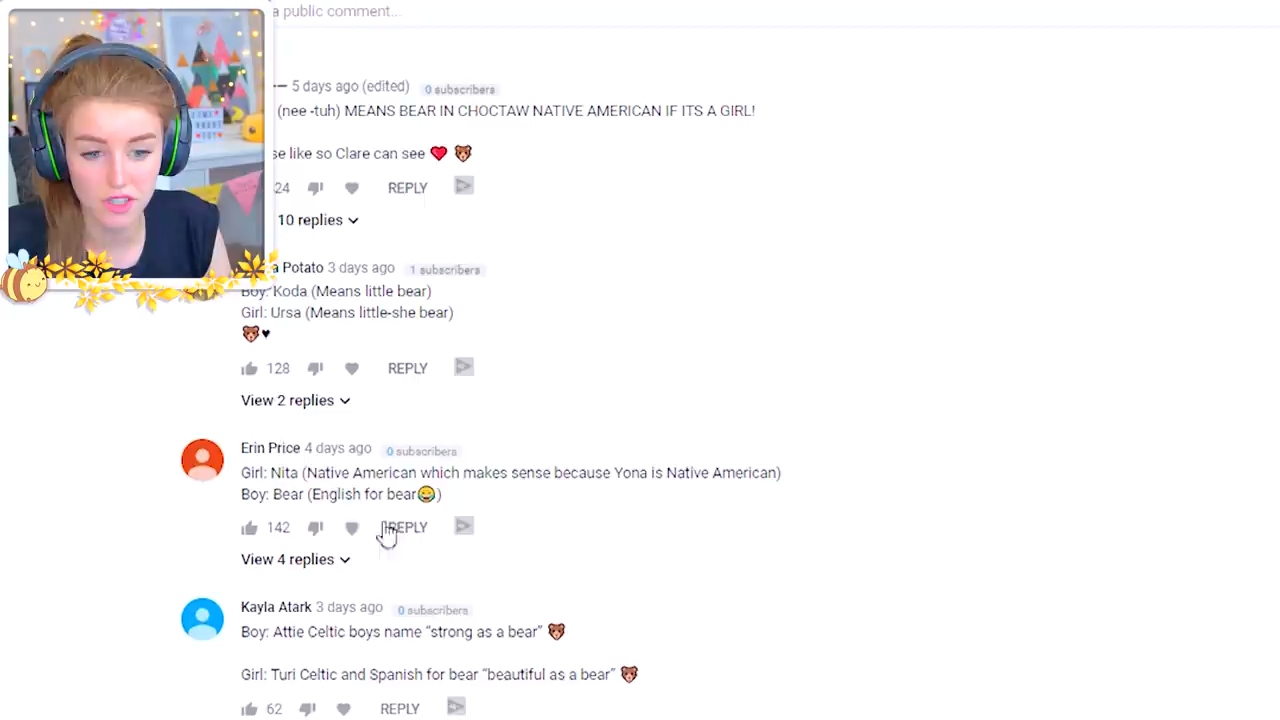 a public comment...
5 days ago (edited) 0 subscribers
(nee -tuh) MEANS BEAR IN CHOCTAW NATIVE AMERICAN IF ITS A GIRL!
se like so Clare can see ❤️ 🐻
24 REPLY
10 replies
a Potato 3 days ago 1 subscribers
Boy: Koda (Means little bear)
Girl: Ursa (Means little-she bear)
🐻♥
128 REPLY
View 2 replies
Erin Price 4 days ago 0 subscribers
Girl: Nita (Native American which makes sense because Yona is Native American)
Boy: Bear (English for bear😂)
142 REPLY
View 4 replies
Kayla Atark 3 days ago 0 subscribers
Boy: Attie Celtic boys name “strong as a bear” 🐻
Girl: Turi Celtic and Spanish for bear “beautiful as a bear” 🐻
62 REPLY